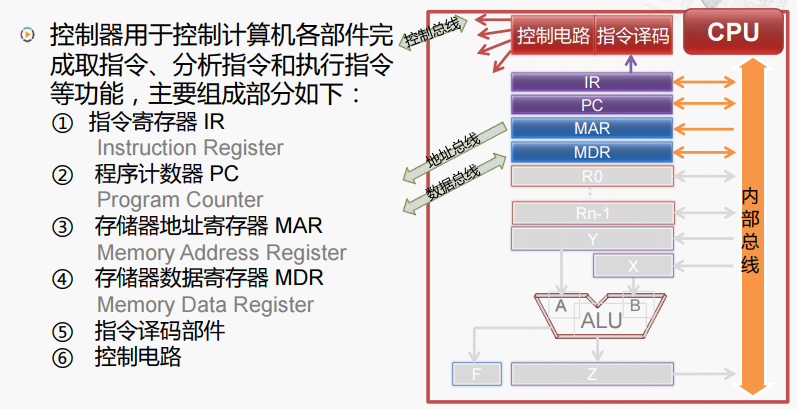 控制器用于控制计算机各部件完
成取指令、分析指令和执行指令
等功能，主要组成部分如下：
① 指令寄存器 IR
Instruction Register
② 程序计数器 PC
Program Counter
③ 存储器地址寄存器 MAR
Memory Address Register
④ 存储器数据寄存器 MDR
Memory Data Register
⑤ 指令译码部件
⑥ 控制电路
控制总线
地址总线
数据总线
控制电路
指令译码
CPU
IR
PC
MAR
MDR
R0
Rn-1
Y
X
A
B
ALU
F
Z
内部总线